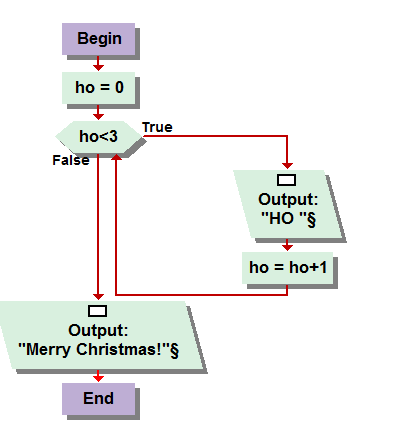 Begin
ho = 0
ho<3
True
False
Output:
"HO "§
ho = ho+1
Output:
"Merry Christmas!"§
End